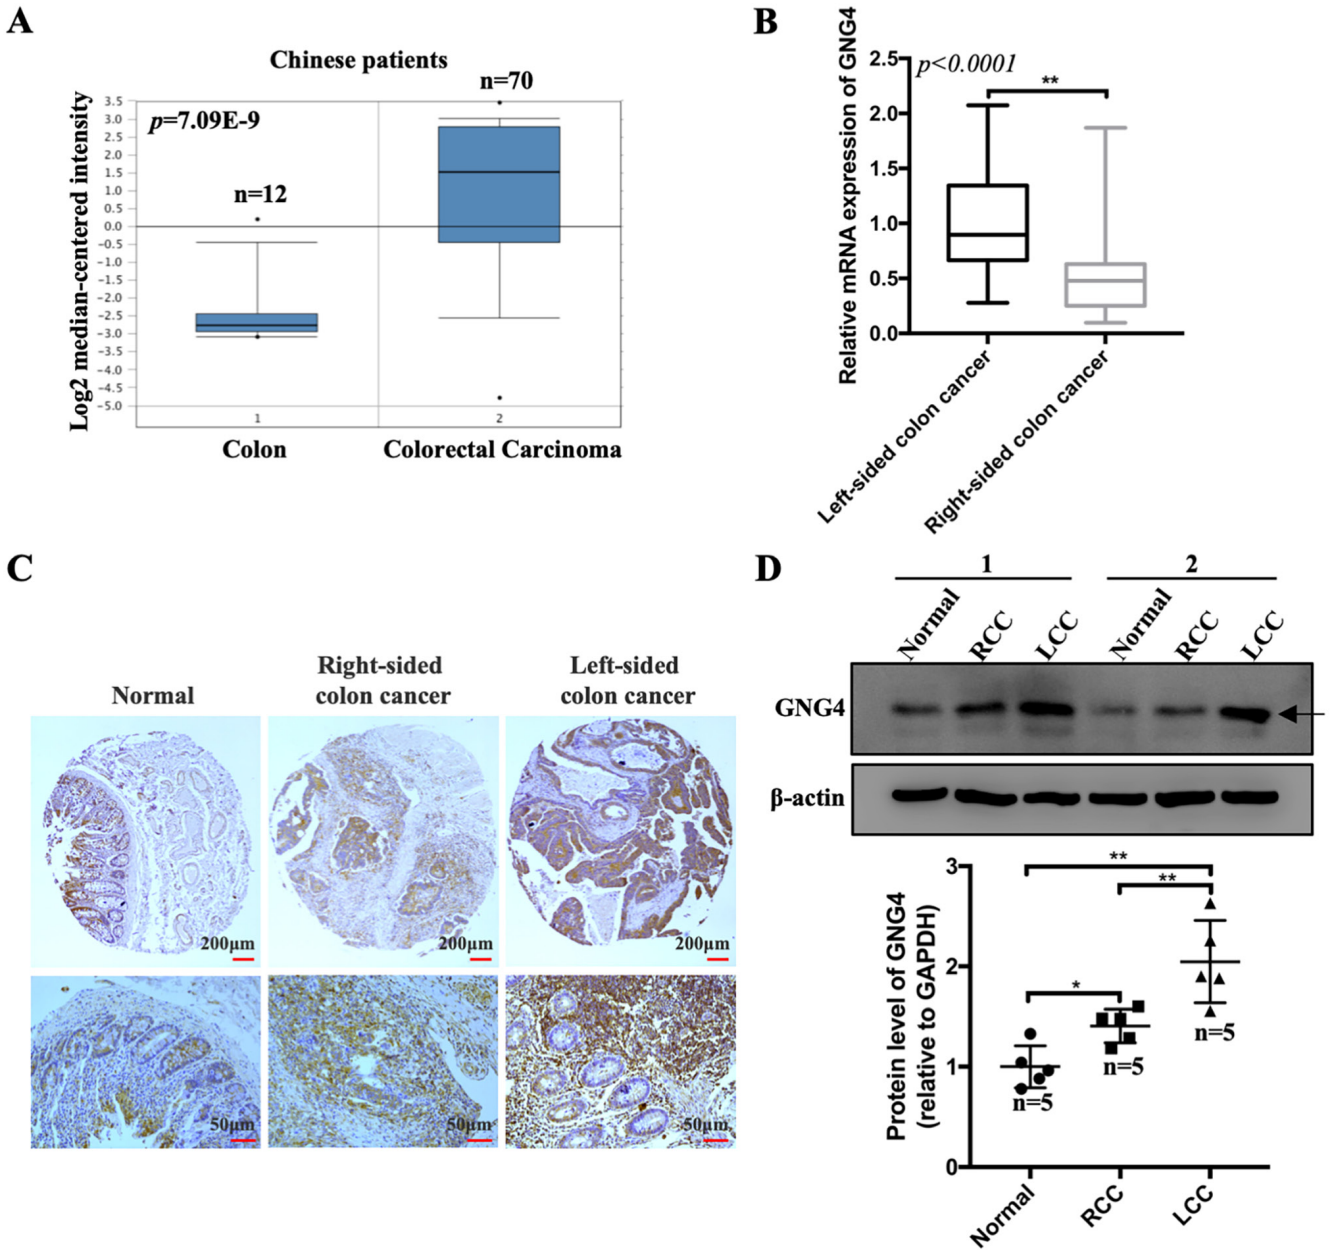 A
Chinese patients
n=70
p=7.09E-9
n=12
Log2 median-centered intensity
3.5
3.0
2.5
2.0
1.5
1.0
0.5
0.0
-0.5
-1.0
-1.5
-2.0
-2.5
-3.0
-3.5
-4.0
-4.5
-5.0
1
2
Colon
Colorectal Carcinoma
B
Relative mRNA expression of GNG4
p<0.0001
**
2.5
2.0
1.5
1.0
0.5
0.0
Left-sided colon cancer
Right-sided colon cancer
C
Normal
Right-sided
colon cancer
Left-sided
colon cancer
200μm
200μm
200μm
50μm
50μm
50μm
D
1
2
Normal
RCC
LCC
Normal
RCC
LCC
GNG4
β-actin
Protein level of GNG4
(relative to GAPDH)
3
2
1
0
**
**
*
n=5
n=5
n=5
Normal
RCC
LCC